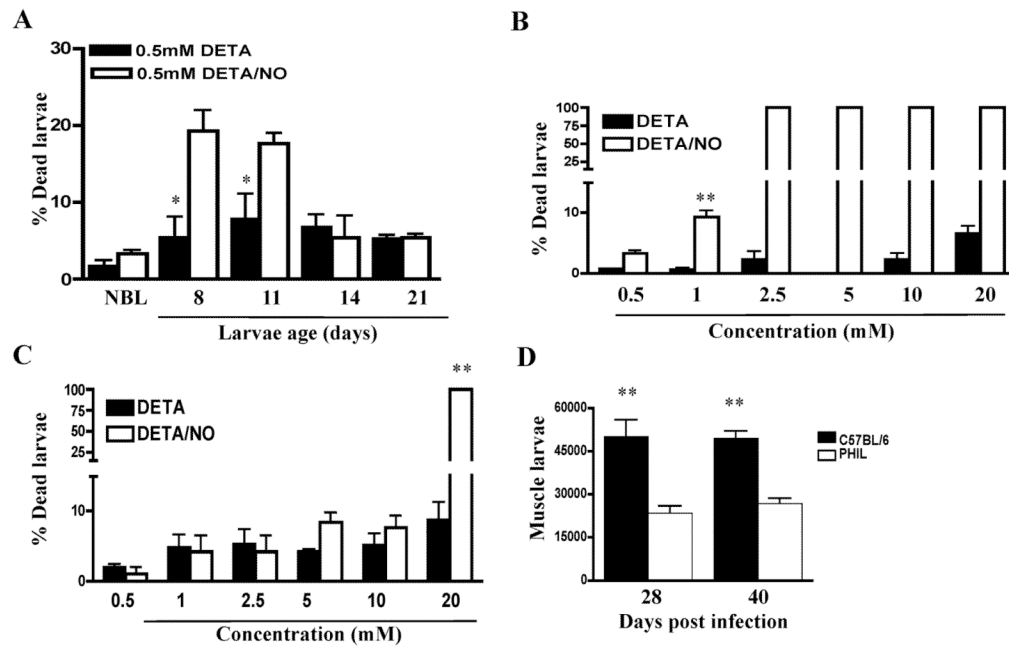 A
30
20
10
0
% Dead larvae
0.5mM DETA
0.5mM DETA/NO
*
*
NBL 8 11 14 21
Larvae age (days)
B
100
75
50
25
10
0
% Dead larvae
DETA
DETA/NO
**
0.5 1 2.5 5 10 20
Concentration (mM)
C
100
75
50
25
10
0
% Dead larvae
DETA
DETA/NO
**
0.5 1 2.5 5 10 20
Concentration (mM)
D
60000
45000
30000
15000
0
Muscle larvae
** **
C57BL/6
PHIL
28 40
Days post infection